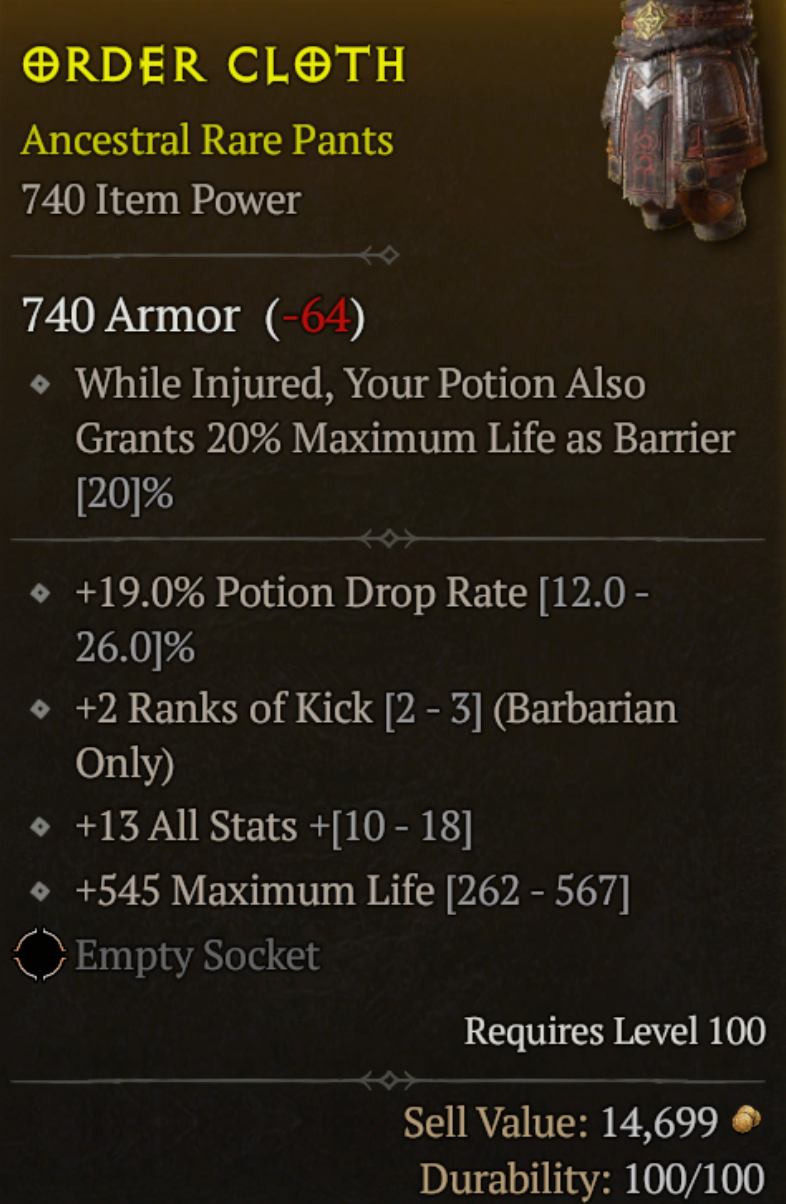 ORDER CLOTH
Ancestral Rare Pants
740 Item Power
740 Armor (-64)
While Injured, Your Potion Also
Grants 20% Maximum Life as Barrier
[20]%
+19.0% Potion Drop Rate [12.0 -
26.0]%
+2 Ranks of Kick [2 - 3] (Barbarian
Only)
+13 All Stats +[10 - 18]
+545 Maximum Life [262 - 567]
Empty Socket
Requires Level 100
Sell Value: 14,699
Durability: 100/100